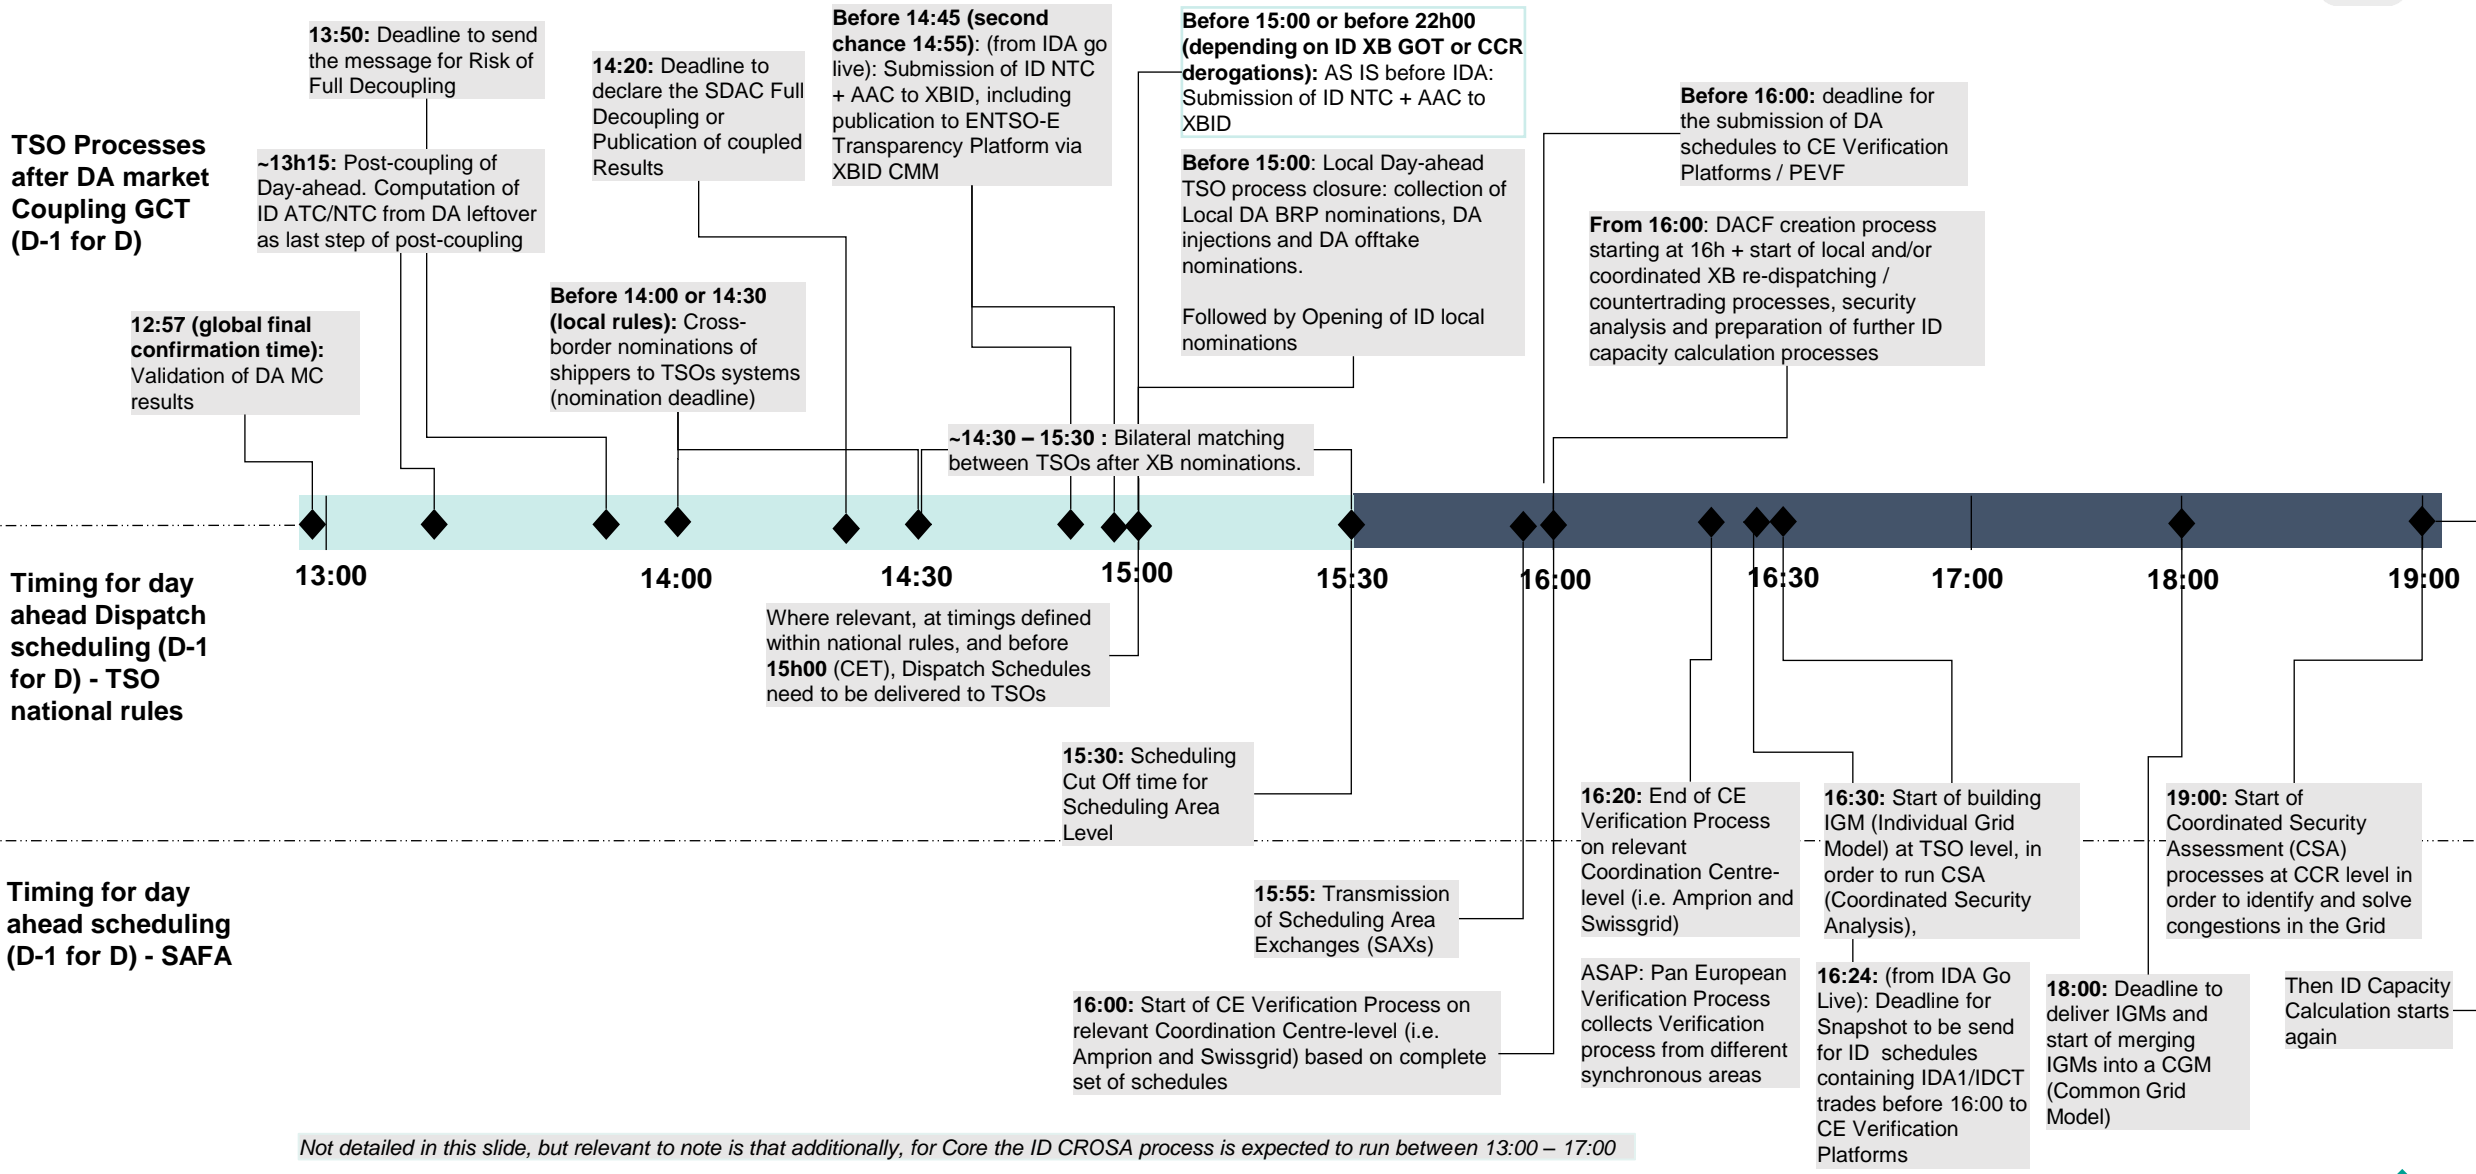 TSO Processes
after DA market
Coupling GCT
(D-1 for D)
13:50: Deadline to send
the message for Risk of
Full Decoupling
~13h15: Post-coupling of
Day-ahead. Computation of
ID ATC/NTC from DA leftover
as last step of post-coupling
12:57 (global final
confirmation time):
Validation of DA MC
results
14:20: Deadline to
declare the SDAC Full
Decoupling or
Publication of coupled
Results
Before 14:00 or 14:30
(local rules): Cross-
border nominations of
shippers to TSOs systems
(nomination deadline)
Before 14:45 (second
chance 14:55): (from IDA go
live): Submission of ID NTC
+ AAC to XBID, including
publication to ENTSO-E
Transparency Platform via
XBID CMM
Before 15:00 or before 22h00
(depending on ID XB GOT or CCR
derogations): AS IS before IDA:
Submission of ID NTC + AAC to
XBID
Before 15:00: Local Day-ahead
TSO process closure: collection of
Local DA BRP nominations, DA
injections and DA offtake
nominations.
Followed by Opening of ID local
nominations
~14:30 – 15:30 : Bilateral matching
between TSOs after XB nominations.
Before 16:00: deadline for
the submission of DA
schedules to CE Verification
Platforms / PEVF
From 16:00: DACF creation process
starting at 16h + start of local and/or
coordinated XB re-dispatching /
countertrading processes, security
analysis and preparation of further ID
capacity calculation processes
13:00
14:00
14:30
15:00
15:30
16:00
16:30
17:00
18:00
19:00
Timing for day
ahead Dispatch
scheduling (D-1
for D) - TSO
national rules
Where relevant, at timings defined
within national rules, and before
15h00 (CET), Dispatch Schedules
need to be delivered to TSOs
15:30: Scheduling
Cut Off time for
Scheduling Area
Level
Timing for day
ahead scheduling
(D-1 for D) - SAFA
15:55: Transmission
of Scheduling Area
Exchanges (SAXs)
16:00: Start of CE Verification Process on
relevant Coordination Centre-level (i.e.
Amprion and Swissgrid) based on complete
set of schedules
16:20: End of CE
Verification Process
on relevant
Coordination Centre-
level (i.e. Amprion and
Swissgrid)
ASAP: Pan European
Verification Process
collects Verification
process from different
synchronous areas
16:30: Start of building
IGM (Individual Grid
Model) at TSO level, in
order to run CSA
(Coordinated Security
Analysis),
16:24: (from IDA Go
Live): Deadline for
Snapshot to be send
for ID schedules
containing IDA1/IDCT
trades before 16:00 to
CE Verification
Platforms
18:00: Deadline to
deliver IGMs and
start of merging
IGMs into a CGM
(Common Grid
Model)
19:00: Start of
Coordinated Security
Assessment (CSA)
processes at CCR level in
order to identify and solve
congestions in the Grid
Then ID Capacity
Calculation starts
again
Not detailed in this slide, but relevant to note is that additionally, for Core the ID CROSA process is expected to run between 13:00 – 17:00